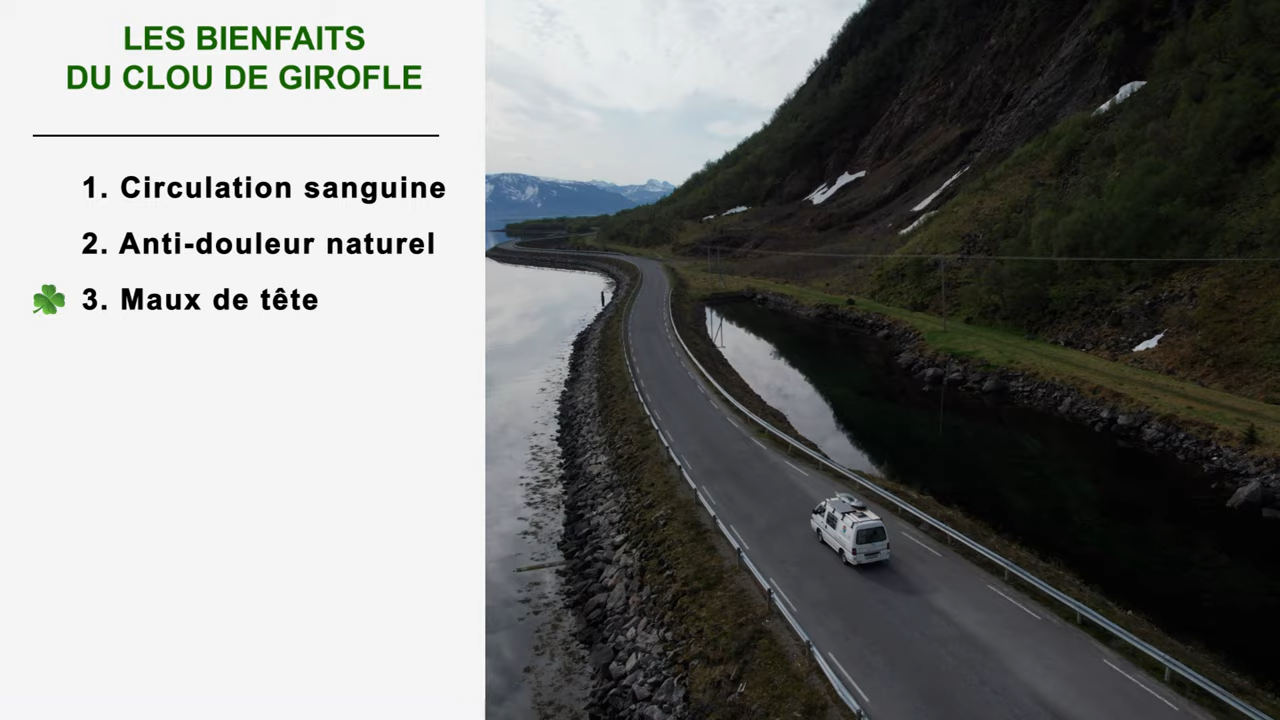 LES BIENFAITS
DU CLOU DE GIROFLE
1. Circulation sanguine
2. Anti-douleur naturel
3. Maux de tête